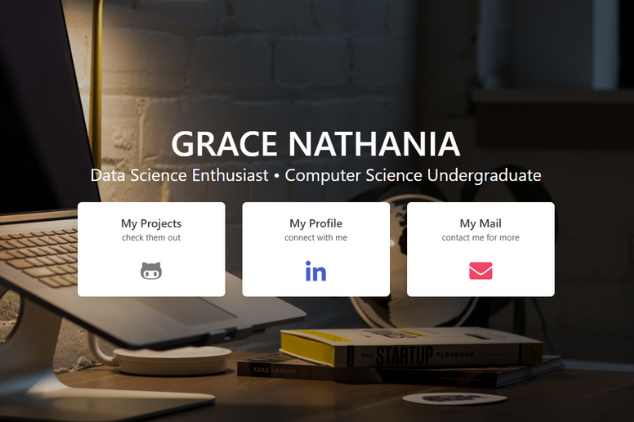 GRACE NATHANIA
Data Science Enthusiast • Computer Science Undergraduate
My Projects
check them out
My Profile
connect with me
My Mail
contact me for more
in
THE STARTUP PLAYBOOK